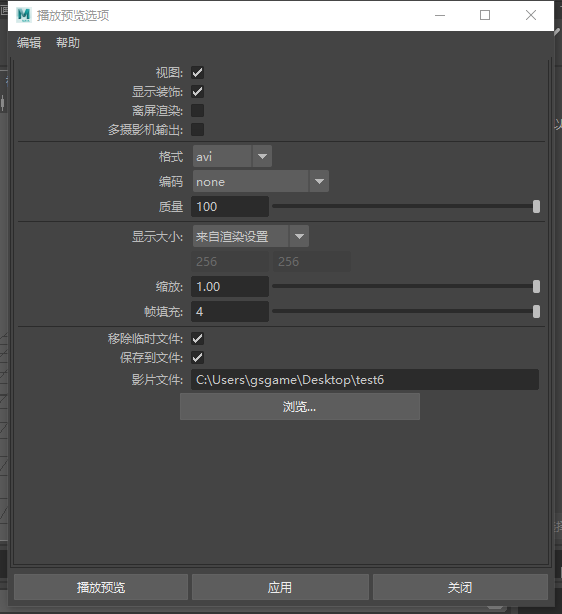 播放预览选项
编辑 帮助
视图:
显示装饰:
离屏渲染:
多摄影机输出:
格式 avi
编码 none
质量 100
显示大小: 来自渲染设置
256 256
缩放: 1.00
帧填充: 4
移除临时文件:
保存到文件:
影片文件: C:\Users\gsgame\Desktop\test6
浏览...
播放预览 应用 关闭